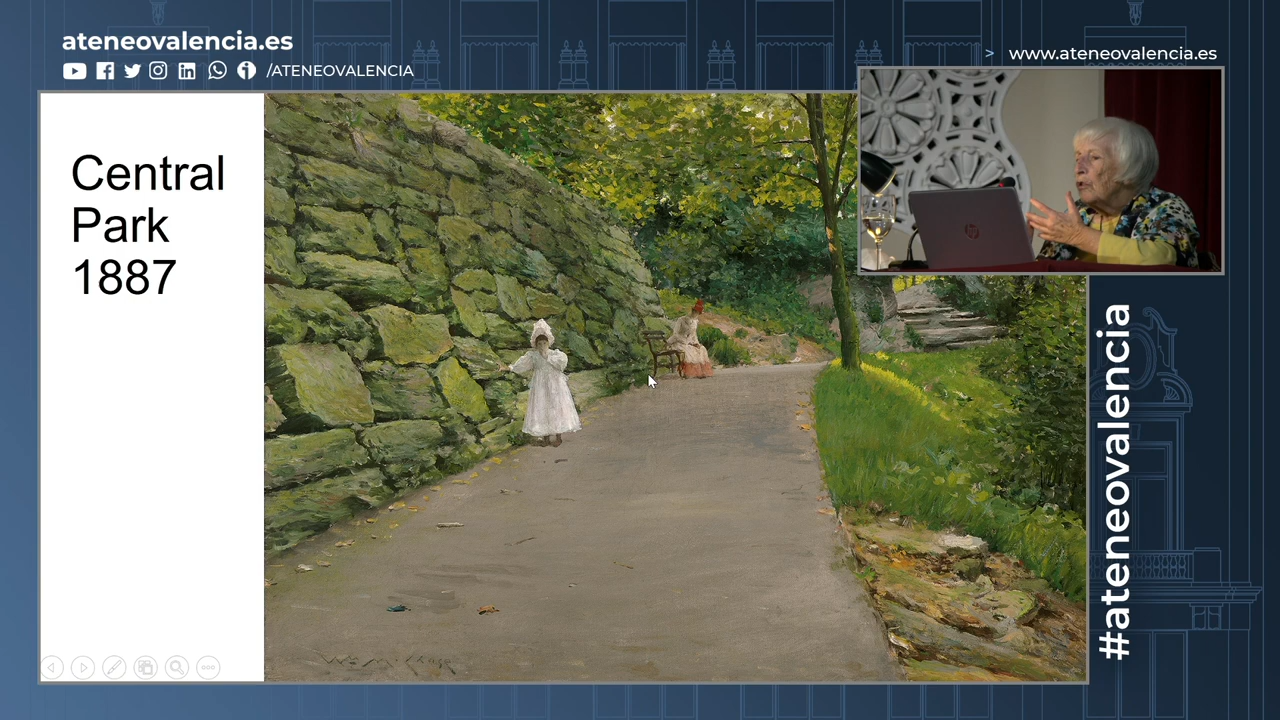 ateneovalencia.es
/ATENEOVALENCIA
> www.ateneovalencia.es
Central
Park
1887
#ateneovalencia